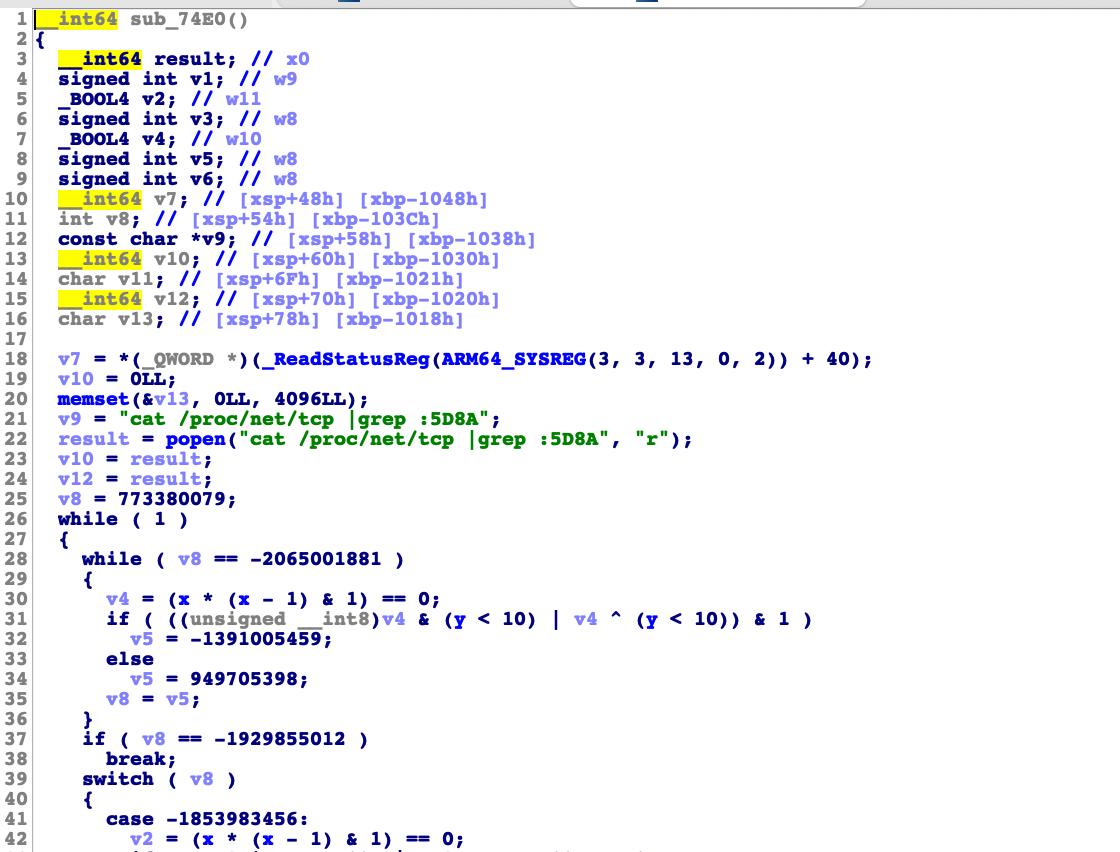 1 __int64 sub_74E0()
2 {
3 __int64 result; // x0
4 signed int v1; // w9
5 _BOOL4 v2; // w11
6 signed int v3; // w8
7 _BOOL4 v4; // w10
8 signed int v5; // w8
9 signed int v6; // w8
10 __int64 v7; // [xsp+48h] [xbp-1048h]
11 int v8; // [xsp+54h] [xbp-103Ch]
12 const char *v9; // [xsp+58h] [xbp-1038h]
13 __int64 v10; // [xsp+60h] [xbp-1030h]
14 char v11; // [xsp+6Fh] [xbp-1021h]
15 __int64 v12; // [xsp+70h] [xbp-1020h]
16 char v13; // [xsp+78h] [xbp-1018h]
17
18 v7 = *(_QWORD *)(_ReadStatusReg(ARM64_SYSREG(3, 3, 13, 0, 2)) + 40);
19 v10 = 0LL;
20 memset(&v13, 0LL, 4096LL);
21 v9 = "cat /proc/net/tcp |grep :5D8A";
22 result = popen("cat /proc/net/tcp |grep :5D8A", "r");
23 v10 = result;
24 v12 = result;
25 v8 = 773380079;
26 while ( 1 )
27 {
28 while ( v8 == -2065001881 )
29 {
30 v4 = (x * (x - 1) & 1) == 0;
31 if ( ((unsigned __int8)v4 & (y < 10) | v4 ^ (y < 10)) & 1 )
32 v5 = -1391005459;
33 else
34 v5 = 949705398;
35 v8 = v5;
36 }
37 if ( v8 == -1929855012 )
38 break;
39 switch ( v8 )
40 {
41 case -1853983456:
42 v2 = (x * (x - 1) & 1) == 0;